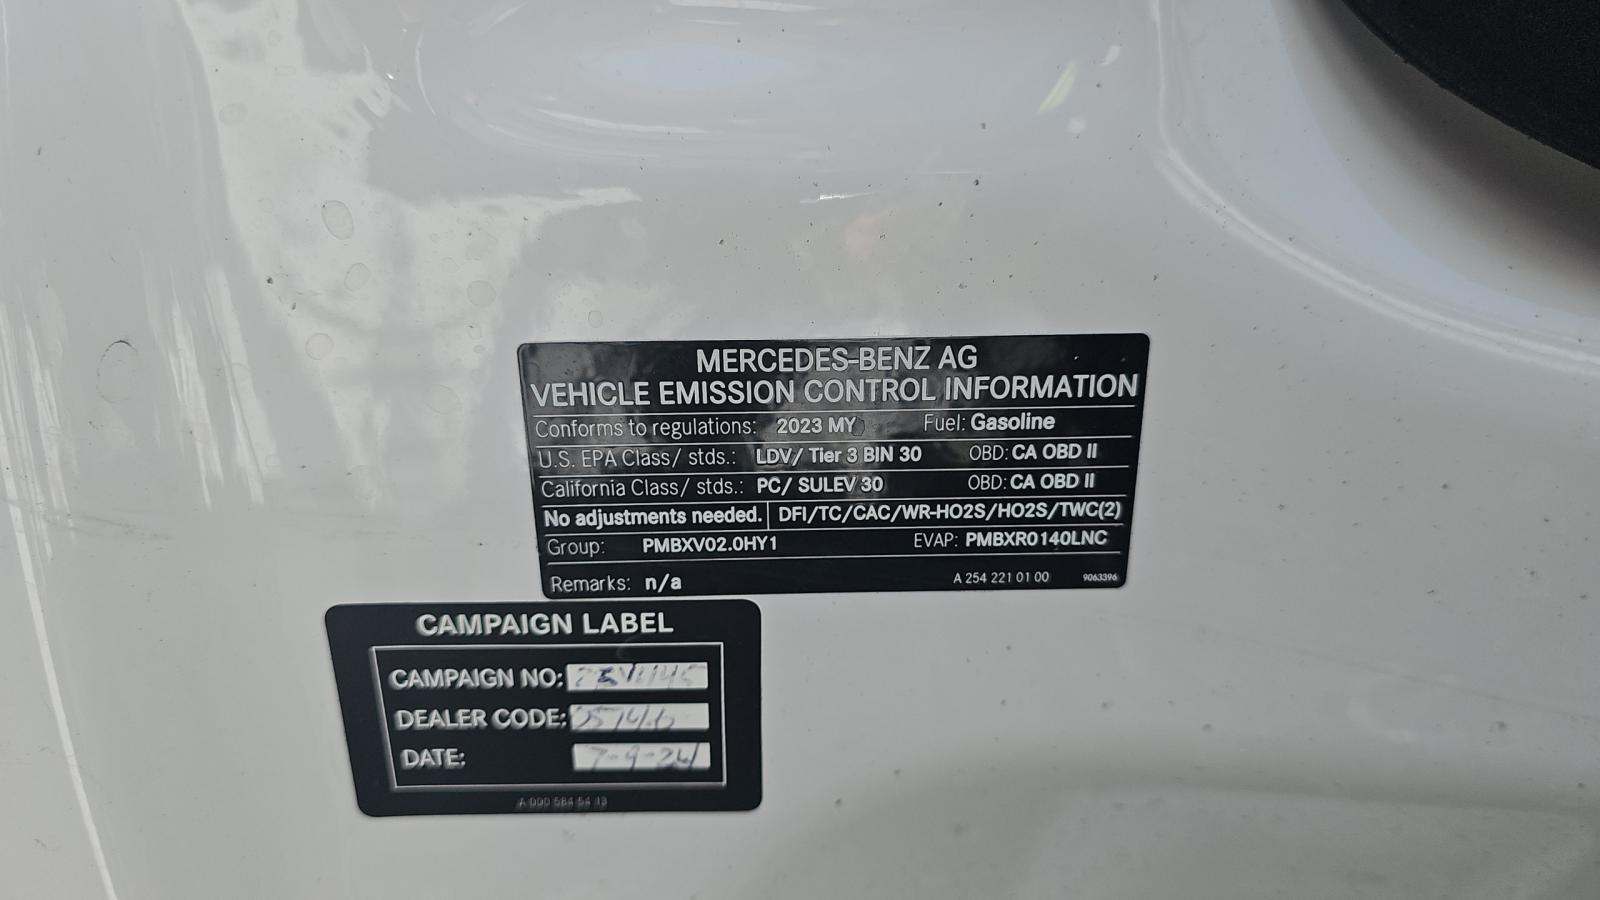 MERCEDES-BENZ AG
VEHICLE EMISSION CONTROL INFORMATION
Conforms to regulations: 2023 MY Fuel: Gasoline
U.S. EPA Class/ stds.: LDV/ Tier 3 BIN 30 OBD: CA OBD II
California Class/ stds.: PC/ SULEV 30 OBD: CA OBD II
No adjustments needed. DFI/TC/CAC/WR-HO2S/HO2S/TWC(2)
Group: PMBXV02.0HY1 EVAP: PMBXR0140LNC
Remarks: n/a A 254 221 01 00 9063396
CAMPAIGN LABEL
CAMPAIGN NO:
DEALER CODE:
DATE: 7-9-24